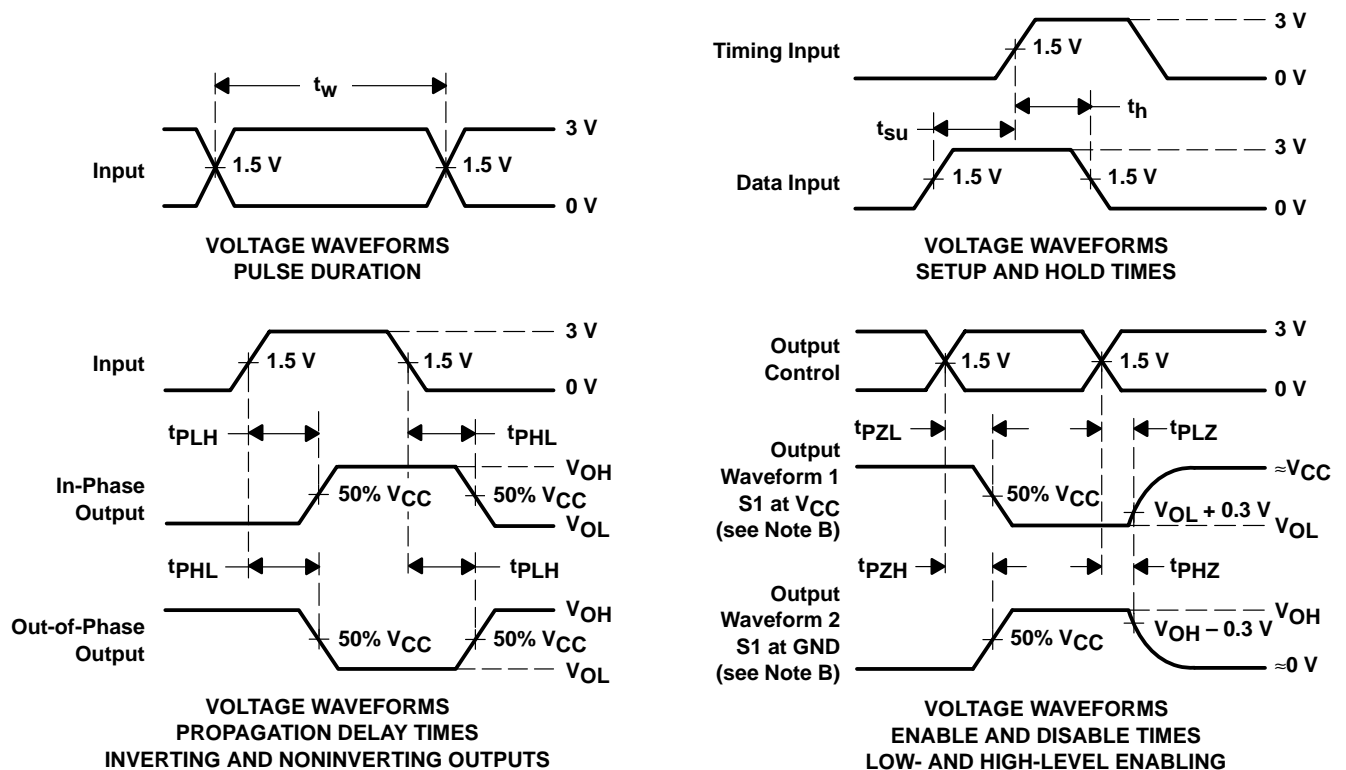 tw
3 V
Input
1.5 V
1.5 V
0 V
VOLTAGE WAVEFORMS
PULSE DURATION
3 V
Timing Input
1.5 V
0 V
th
tsu
3 V
Data Input
1.5 V
1.5 V
0 V
VOLTAGE WAVEFORMS
SETUP AND HOLD TIMES
3 V
Input
1.5 V
1.5 V
0 V
tPLH
tPHL
VOH
In-Phase
Output
50% VCC
50% VCC
VOL
tPHL
tPLH
VOH
Out-of-Phase
Output
50% VCC
50% VCC
VOL
VOLTAGE WAVEFORMS
PROPAGATION DELAY TIMES
INVERTING AND NONINVERTING OUTPUTS
3 V
Output
Control
1.5 V
1.5 V
0 V
tPZL
tPLZ
Output
Waveform 1
S1 at VCC
(see Note B)
≈VCC
50% VCC
VOL + 0.3 V
VOL
tPZH
tPHZ
Output
Waveform 2
S1 at GND
(see Note B)
VOH
50% VCC
VOH – 0.3 V
≈0 V
VOLTAGE WAVEFORMS
ENABLE AND DISABLE TIMES
LOW- AND HIGH-LEVEL ENABLING